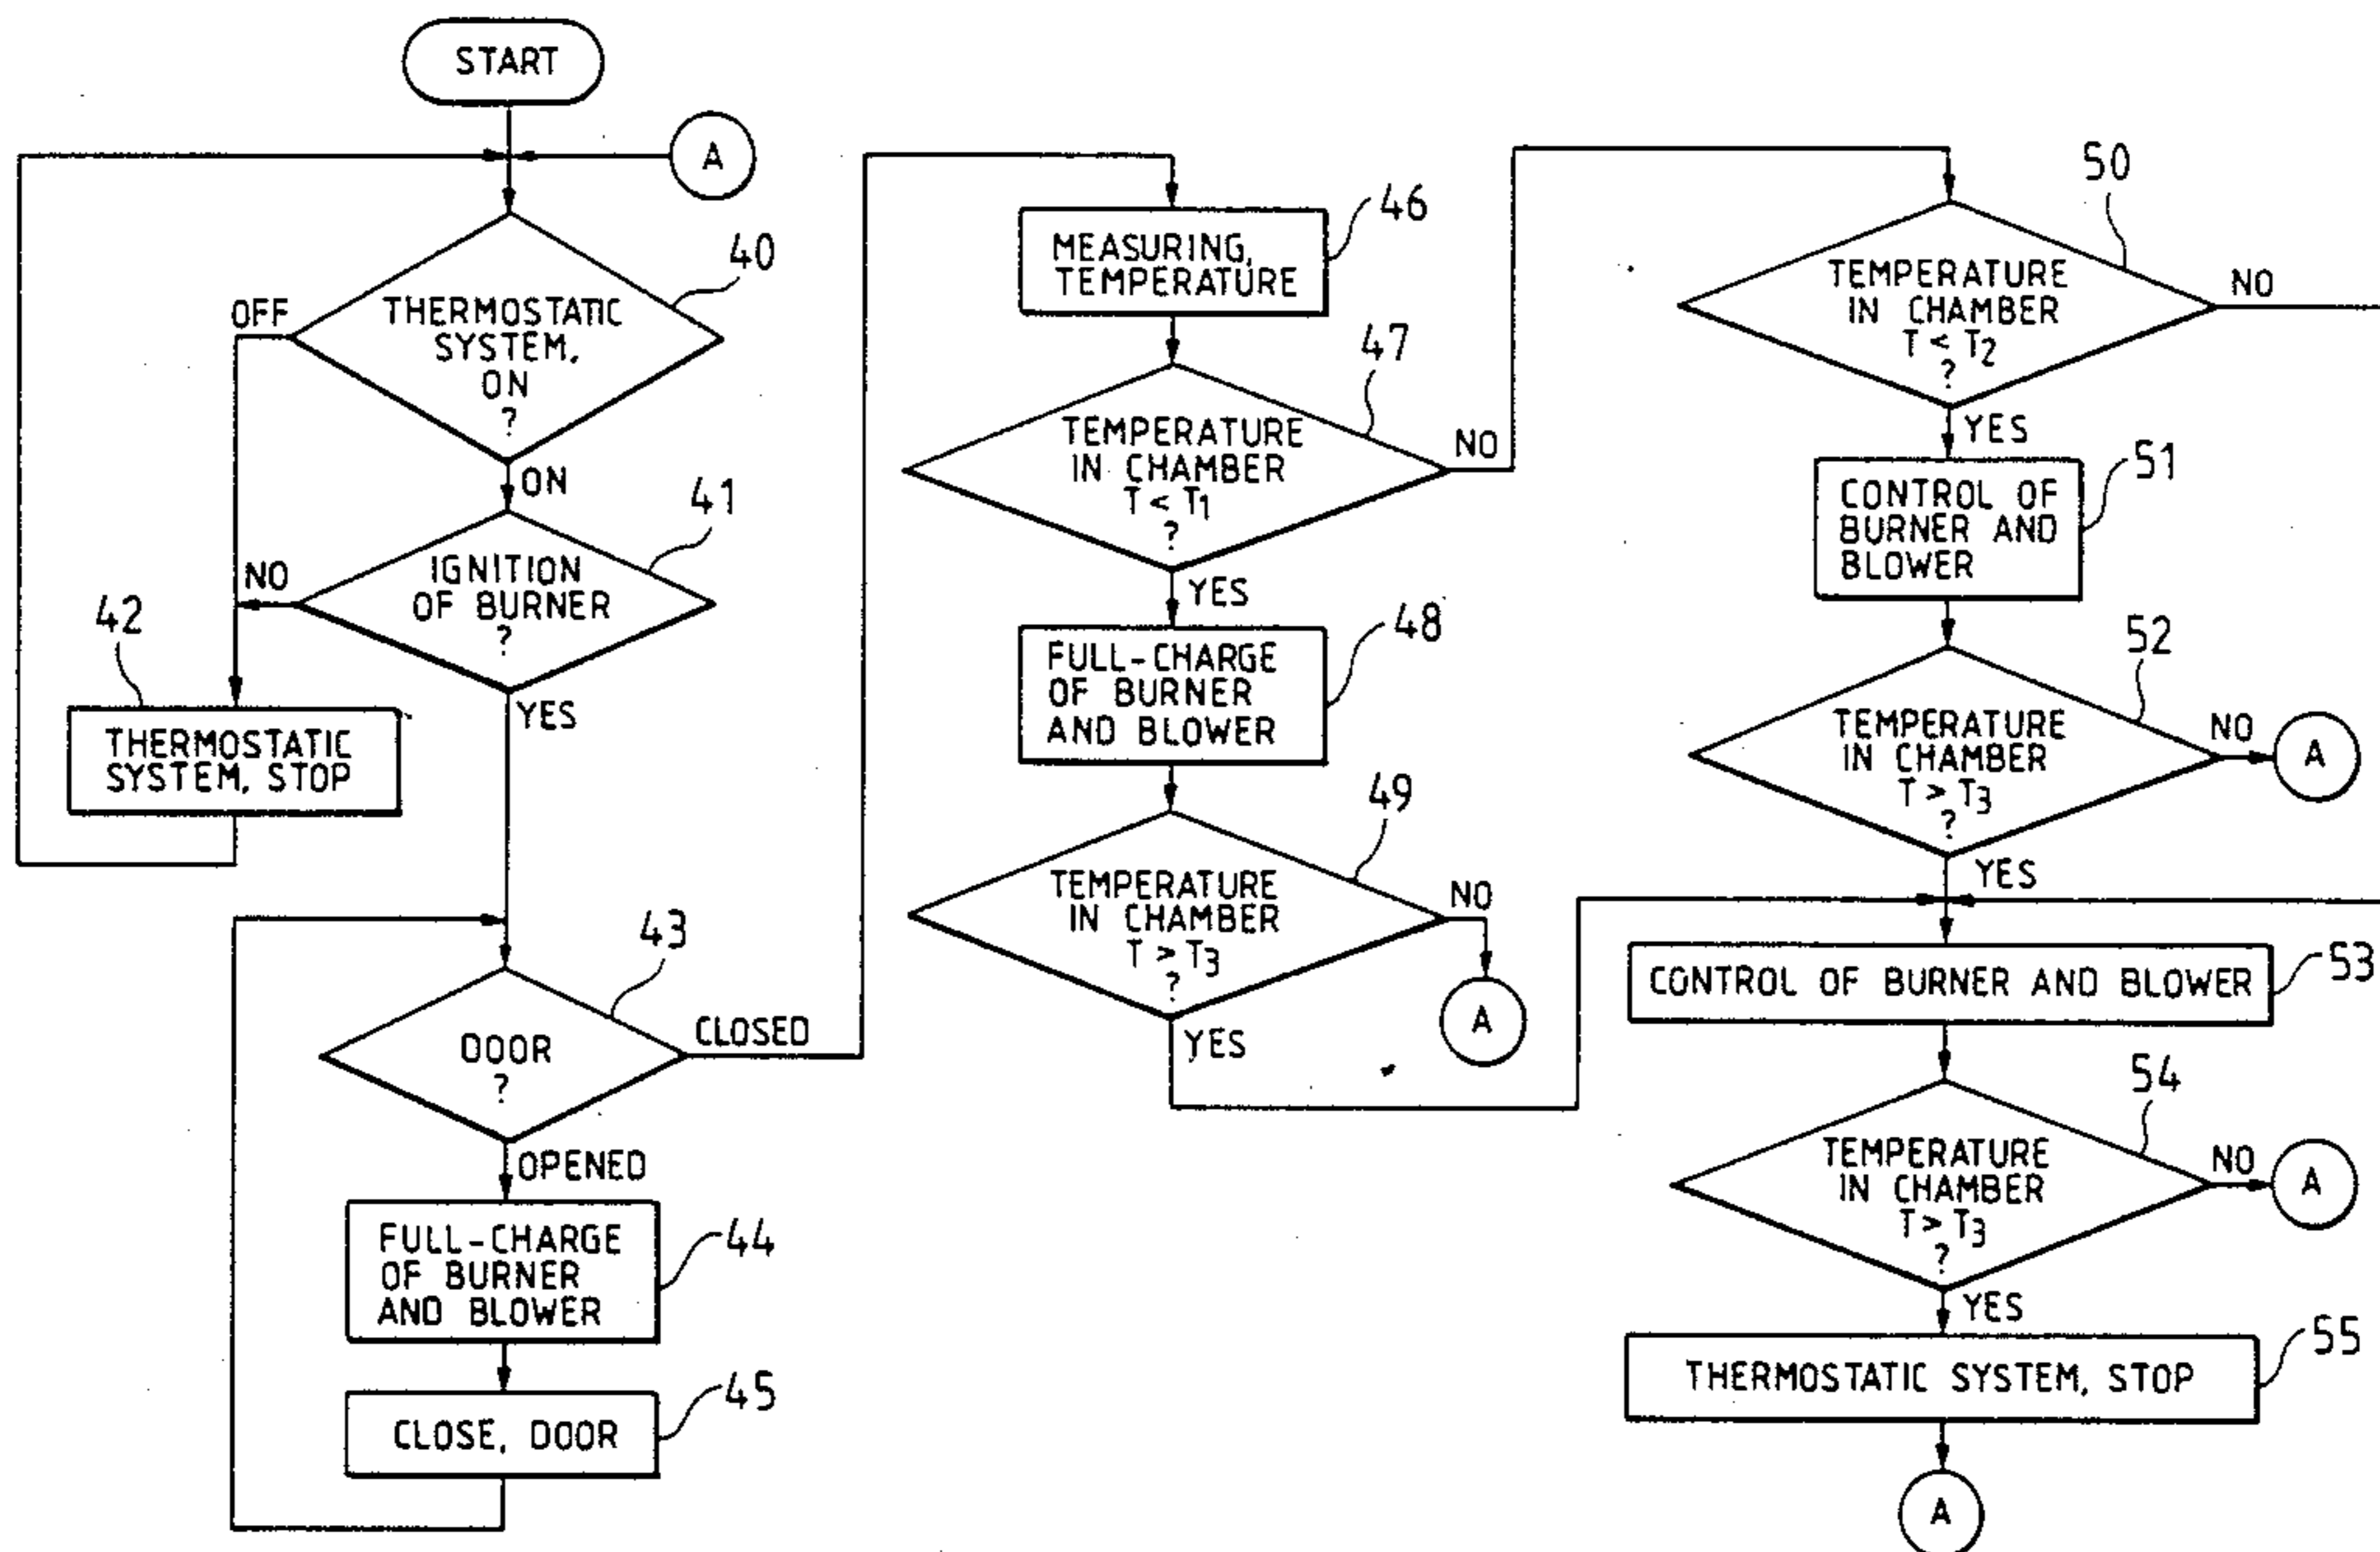 START
A
40
OFF
THERMOSTATIC
SYSTEM,
ON
?
ON
41
NO
IGNITION
OF BURNER
?
YES
42
THERMOSTATIC
SYSTEM, STOP
43
DOOR
?
CLOSED
OPENED
44
FULL-CHARGE
OF BURNER
AND BLOWER
45
CLOSE, DOOR
46
MEASURING,
TEMPERATURE
47
TEMPERATURE
IN CHAMBER
T < T1
?
NO
YES
48
FULL-CHARGE
OF BURNER
AND BLOWER
49
TEMPERATURE
IN CHAMBER
T > T3
?
NO
A
YES
50
TEMPERATURE
IN CHAMBER
T < T2
?
NO
YES
51
CONTROL OF
BURNER AND
BLOWER
52
TEMPERATURE
IN CHAMBER
T > T3
?
NO
A
YES
53
CONTROL OF BURNER AND BLOWER
54
TEMPERATURE
IN CHAMBER
T > T3
?
NO
A
YES
55
THERMOSTATIC SYSTEM, STOP
A